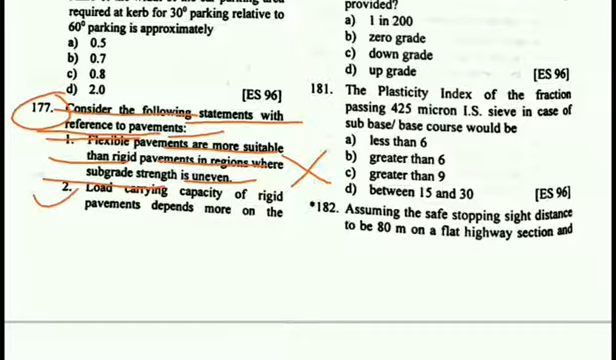 required at kerb for 30° parking relative to
60° parking is approximately
a) 0.5
b) 0.7
c) 0.8
d) 2.0
[ES 96]
177. Consider the following statements with
reference to pavements:
1. Flexible pavements are more suitable
than rigid pavements in regions where
subgrade strength is uneven.
2. Load carrying capacity of rigid
pavements depends more on the
provided?
a) 1 in 200
b) zero grade
c) down grade
d) up grade
[ES 96]
181. The Plasticity Index of the fraction
passing 425 micron I.S. sieve in case of
sub base/ base course would be
a) less than 6
b) greater than 6
c) greater than 9
d) between 15 and 30
[ES 96]
*182. Assuming the safe stopping sight distance
to be 80 m on a flat highway section and